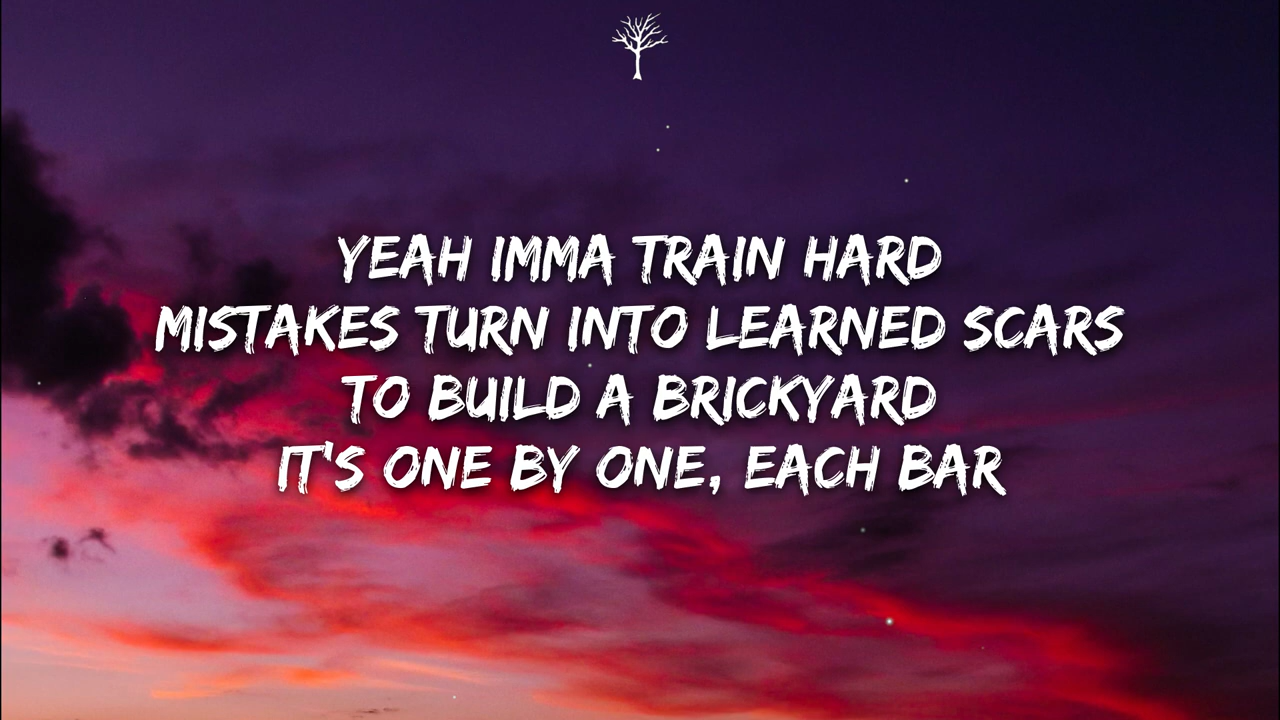 YEAH IMMA TRAIN HARD
MISTAKES TURN INTO LEARNED SCARS
TO BUILD A BRICKYARD
IT'S ONE BY ONE, EACH BAR